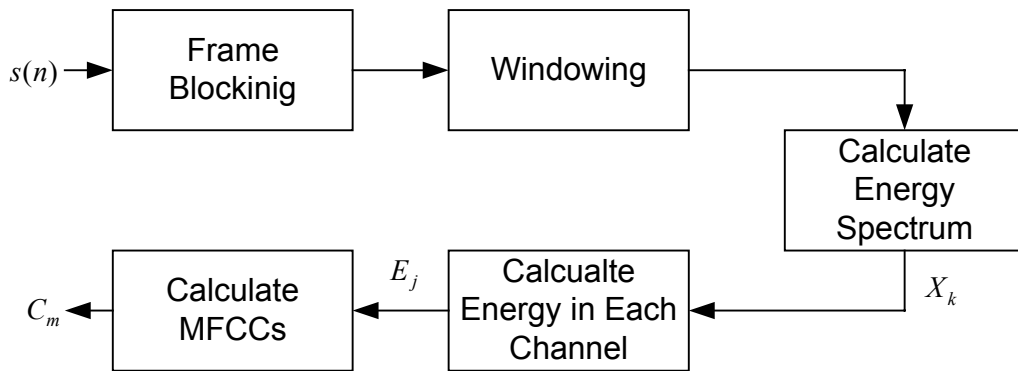 s(n)
Frame
Blockinig
Windowing
Calculate
Energy
Spectrum
X_k
Calcualte
Energy in Each
Channel
E_j
Calculate
MFCCs
C_m